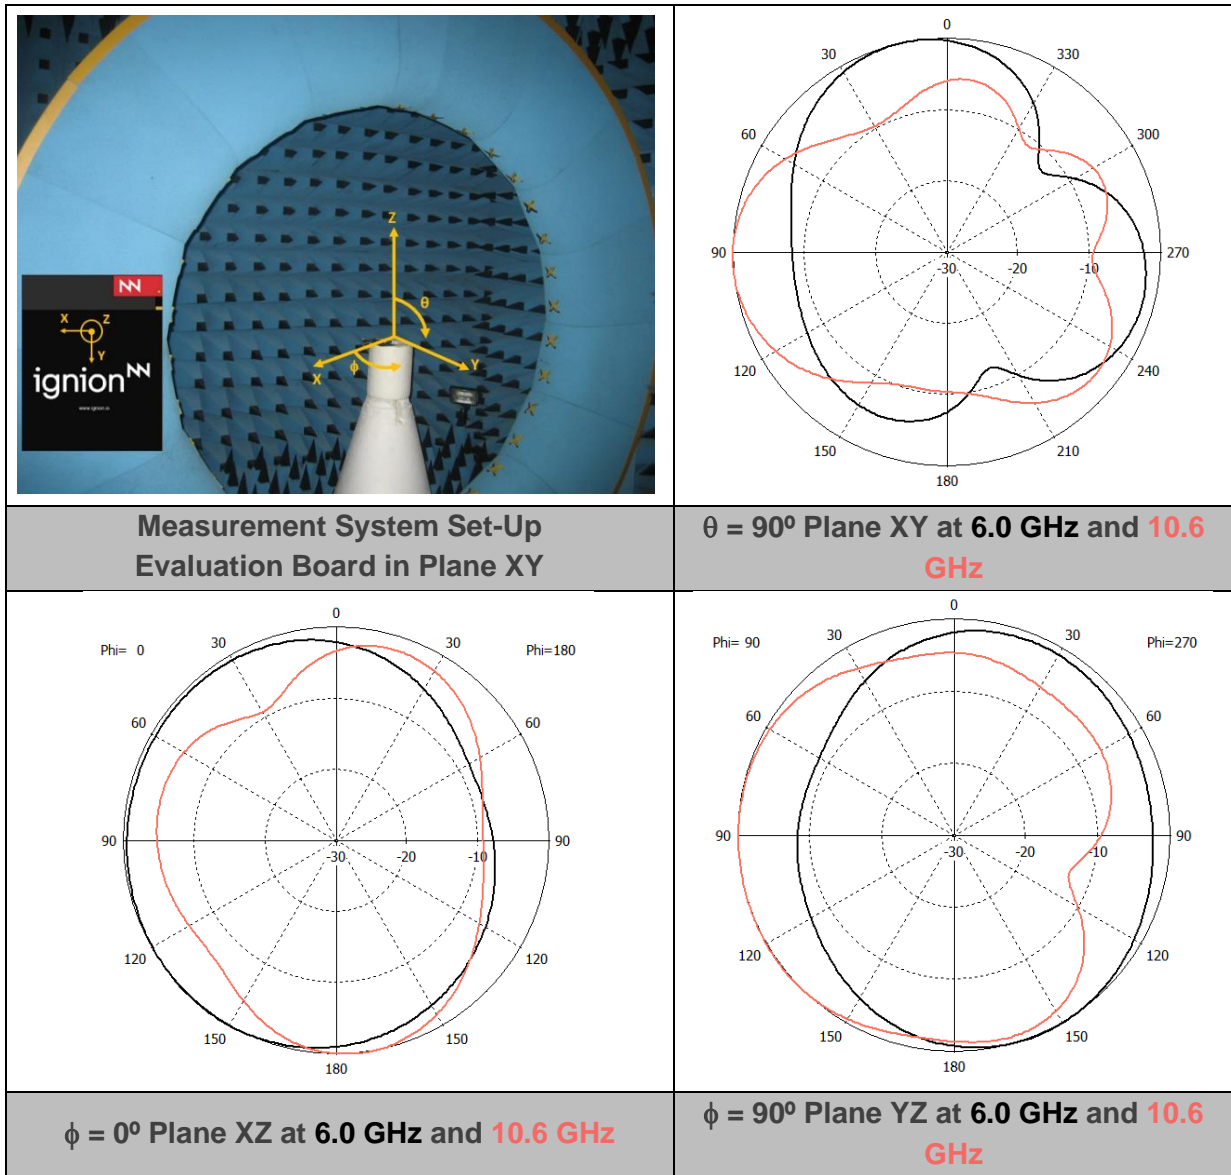 Z
θ
X
ϕ
Y
NN
X
Z
Y
ignion NN
www.ignion.io
0
30
330
60
300
90
-30
-20
-10
270
120
240
150
210
180
Measurement System Set-Up
Evaluation Board in Plane XY
θ = 90º Plane XY at 6.0 GHz and 10.6
GHz
0
Phi= 0
30
30
Phi=180
60
60
90
-30
-20
-10
90
120
120
150
150
180
0
Phi= 90
30
30
Phi=270
60
60
90
-30
-20
-10
90
120
120
150
150
180
ϕ = 0º Plane XZ at 6.0 GHz and 10.6 GHz
ϕ = 90º Plane YZ at 6.0 GHz and 10.6
GHz